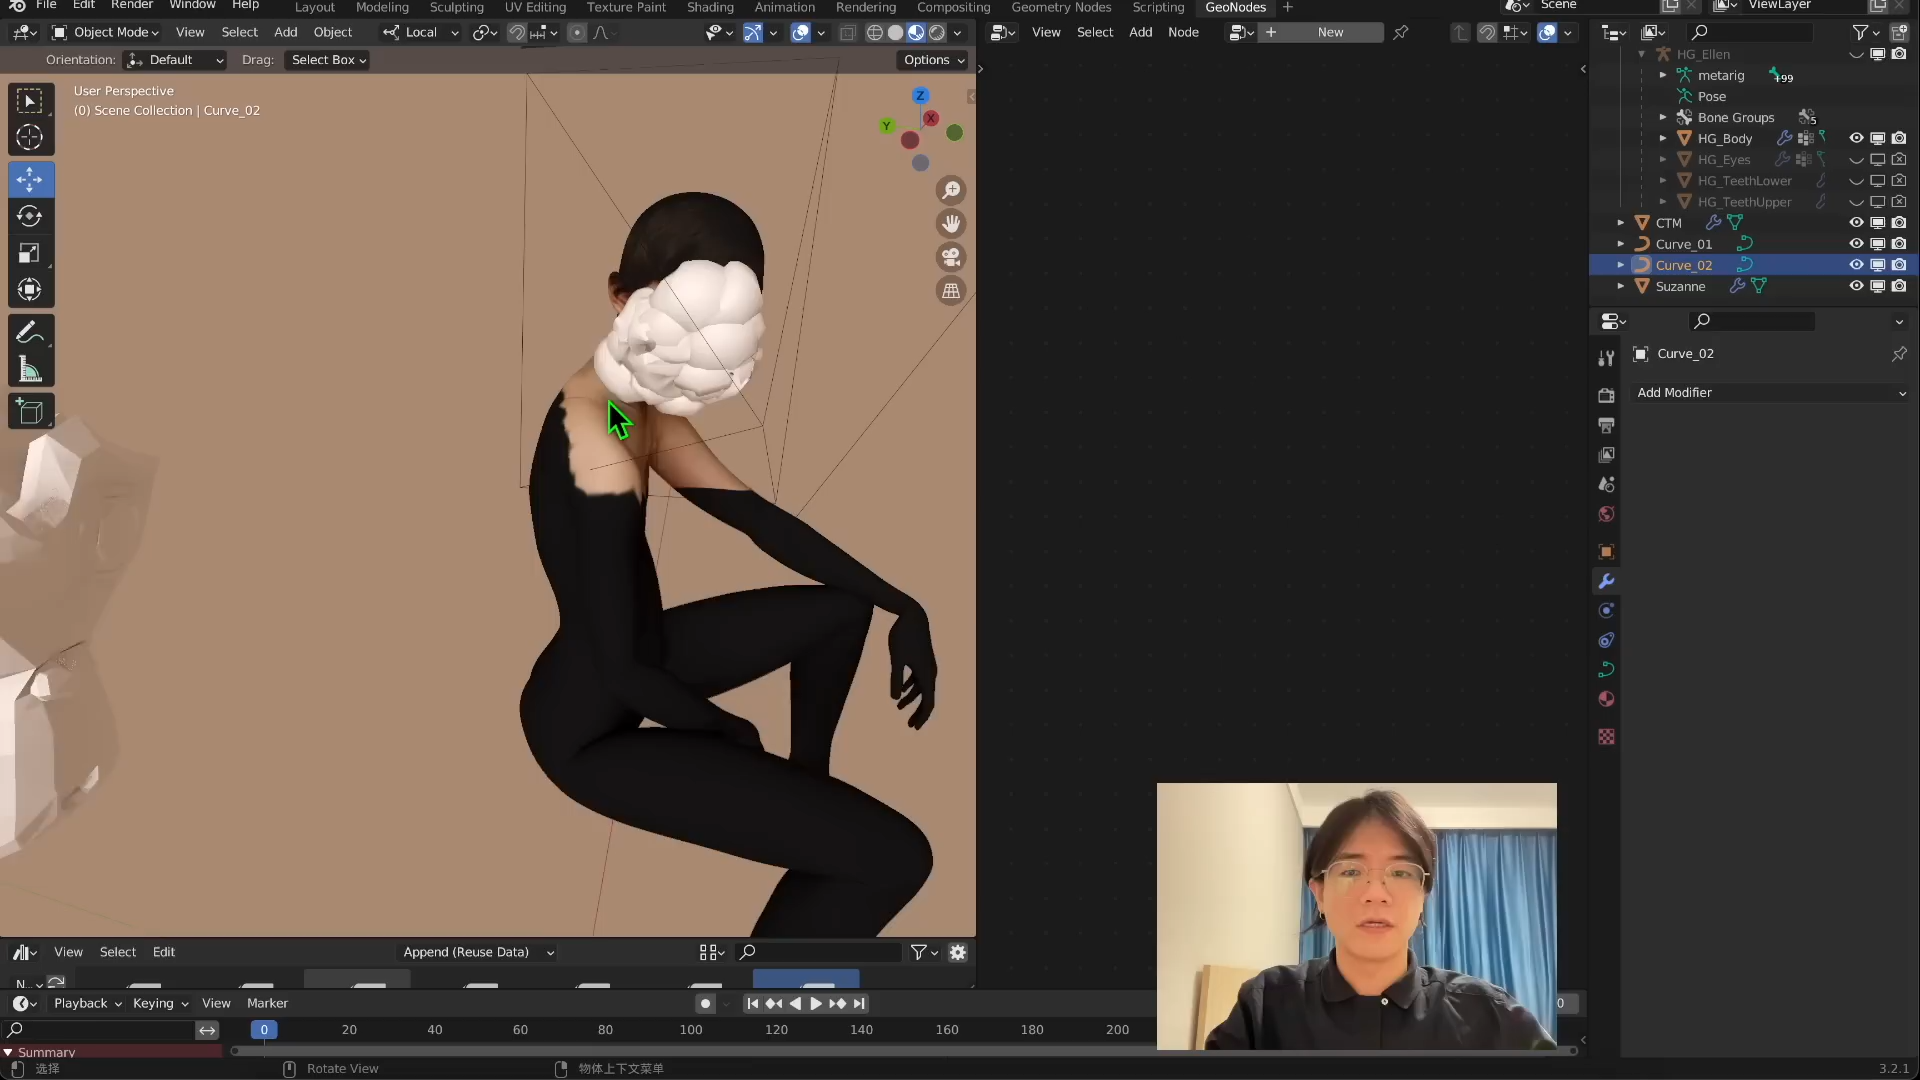 File Edit Render Window Help Layout Modeling Sculpting UV Editing Texture Paint Shading Animation Rendering Compositing Geometry Nodes Scripting GeoNodes + Scene ViewLayer
Object Mode View Select Add Object Local
View Select Add Node New
Orientation: Default Drag: Select Box Options
User Perspective
(0) Scene Collection | Curve_02
Z
Y
X
HG_Ellen
metarig +99
Pose
Bone Groups 5
HG_Body
HG_Eyes
HG_TeethLower
HG_TeethUpper
CTM
Curve_01
Curve_02
Suzanne
Curve_02
Add Modifier
View Select Edit Append (Reuse Data)
N...
Playback Keying View Marker
0 20 40 60 80 100 120 140 160 180 200
Summary
选择 Rotate View 物体上下文菜单 3.2.1